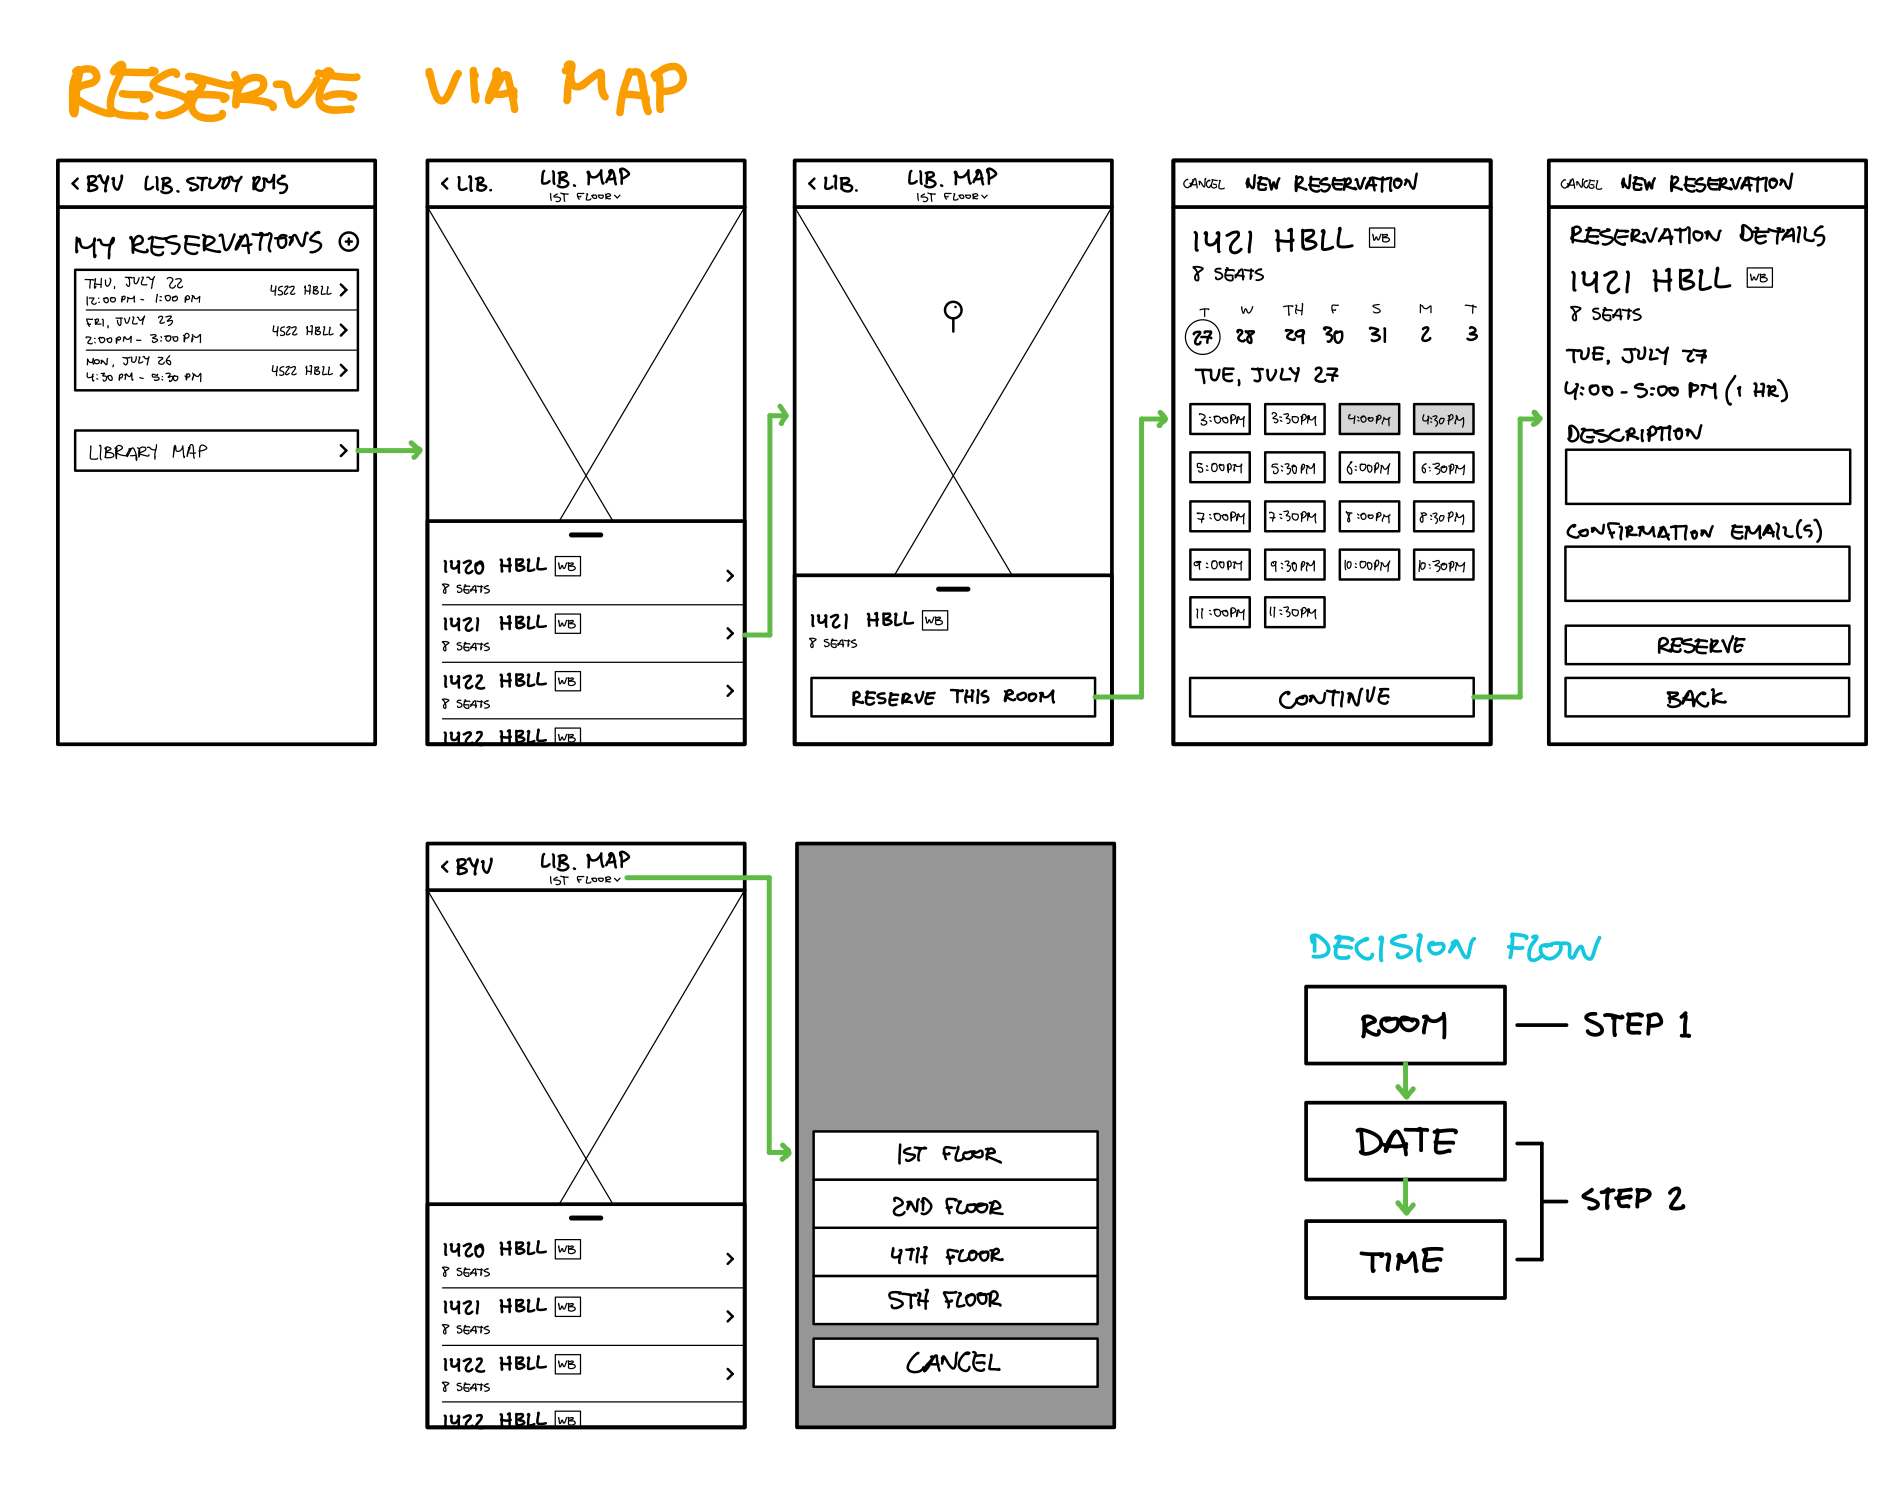 RESERVE VIA MAP
< BYU LIB. STUDY RMS
MY RESERVATIONS
THU, JULY 22
12:00 PM - 1:00 PM
4522 HBLL >
FRI, JULY 23
2:00 PM - 3:00 PM
4522 HBLL >
MON, JULY 26
4:30 PM - 5:30 PM
4522 HBLL >
LIBRARY MAP >
< LIB.
LIB. MAP
1ST FLOOR
1420 HBLL WB
8 SEATS
1421 HBLL WB
8 SEATS
1422 HBLL WB
8 SEATS
1422 HBLL WB
< LIB.
LIB. MAP
1ST FLOOR
1421 HBLL WB
8 SEATS
RESERVE THIS ROOM
CANCEL NEW RESERVATION
1421 HBLL WB
8 SEATS
T W TH F S M T
27 28 29 30 31 2 3
TUE, JULY 27
3:00PM 3:30PM 4:00PM 4:30PM
5:00PM 5:30PM 6:00PM 6:30PM
7:00PM 7:30PM 8:00PM 8:30PM
9:00PM 9:30PM 10:00PM 10:30PM
11:00PM 11:30PM
CONTINUE
CANCEL NEW RESERVATION
RESERVATION DETAILS
1421 HBLL WB
8 SEATS
TUE, JULY 27
4:00 - 5:00 PM (1 HR)
DESCRIPTION
CONFIRMATION EMAIL(S)
RESERVE
BACK
< BYU
LIB. MAP
1ST FLOOR
1420 HBLL WB
8 SEATS
1421 HBLL WB
8 SEATS
1422 HBLL WB
8 SEATS
1422 HBLL WB
1ST FLOOR
2ND FLOOR
4TH FLOOR
5TH FLOOR
CANCEL
DECISION FLOW
ROOM
STEP 1
DATE
STEP 2
TIME